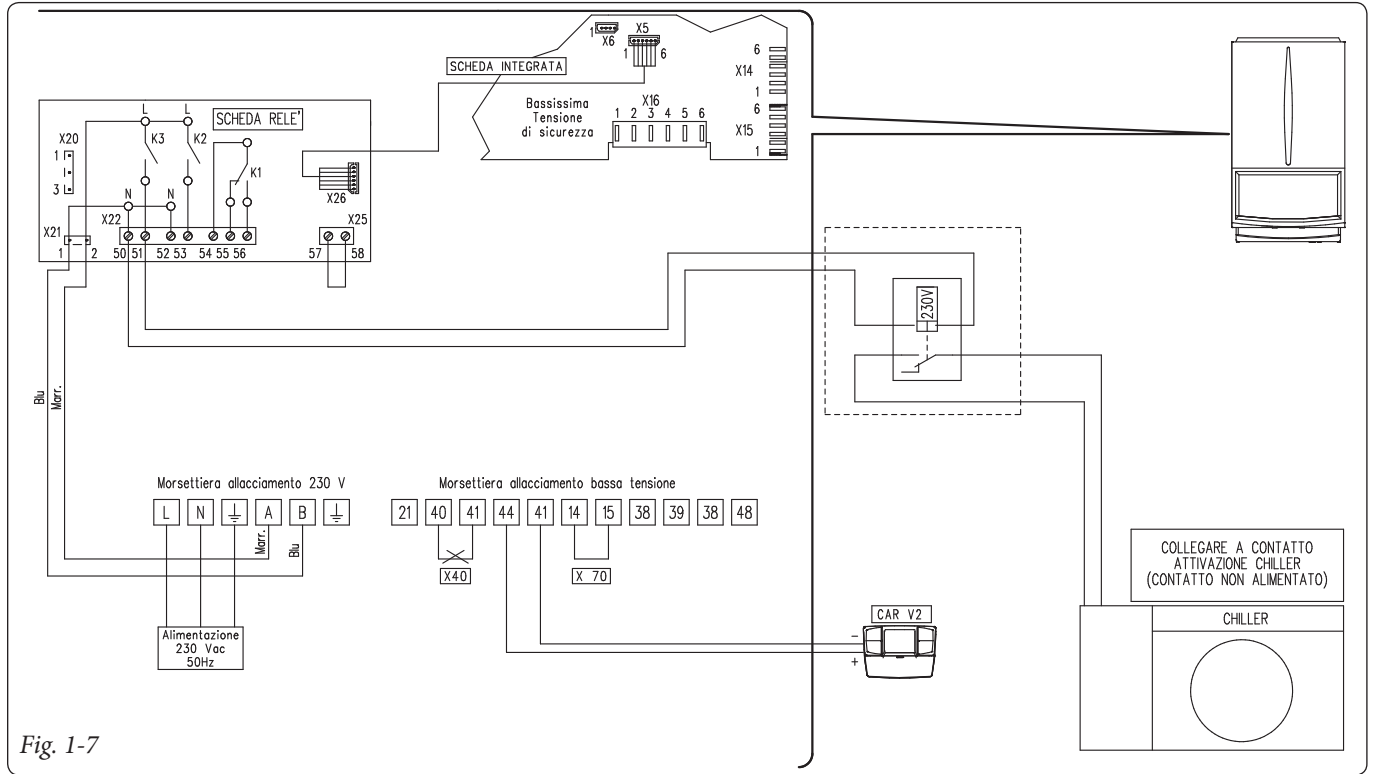 1
X6
X5
1
6
SCHEDA INTEGRATA
6
X14
1
6
X15
1
Bassissima
Tensione
di sicurezza
X16
1 2 3 4 5 6
SCHEDA RELE'
L
L
X20
1
3
K3
K2
K1
X26
N
N
X21
X22
X25
1
2
50 51 52 53 54 55 56
57
58
230V
Blu
Marr.
Morsettiera allacciamento 230 V
L N A B
Marr.
Blu
Alimentazione
230 Vac
50Hz
Morsettiera allacciamento bassa tensione
21 40 41 44 41 14 15 38 39 38 48
X40
X 70
CAR V2
-
+
COLLEGARE A CONTATTO
ATTIVAZIONE CHILLER
(CONTATTO NON ALIMENTATO)
CHILLER
Fig. 1-7